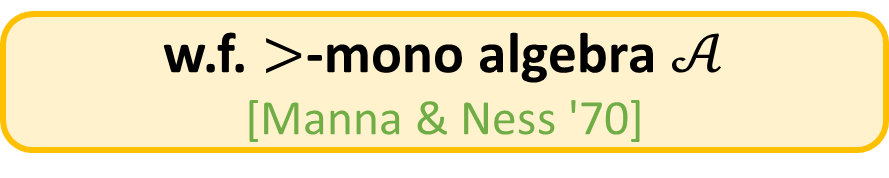 w.f. >-mono algebra 𝒜
[Manna & Ness '70]